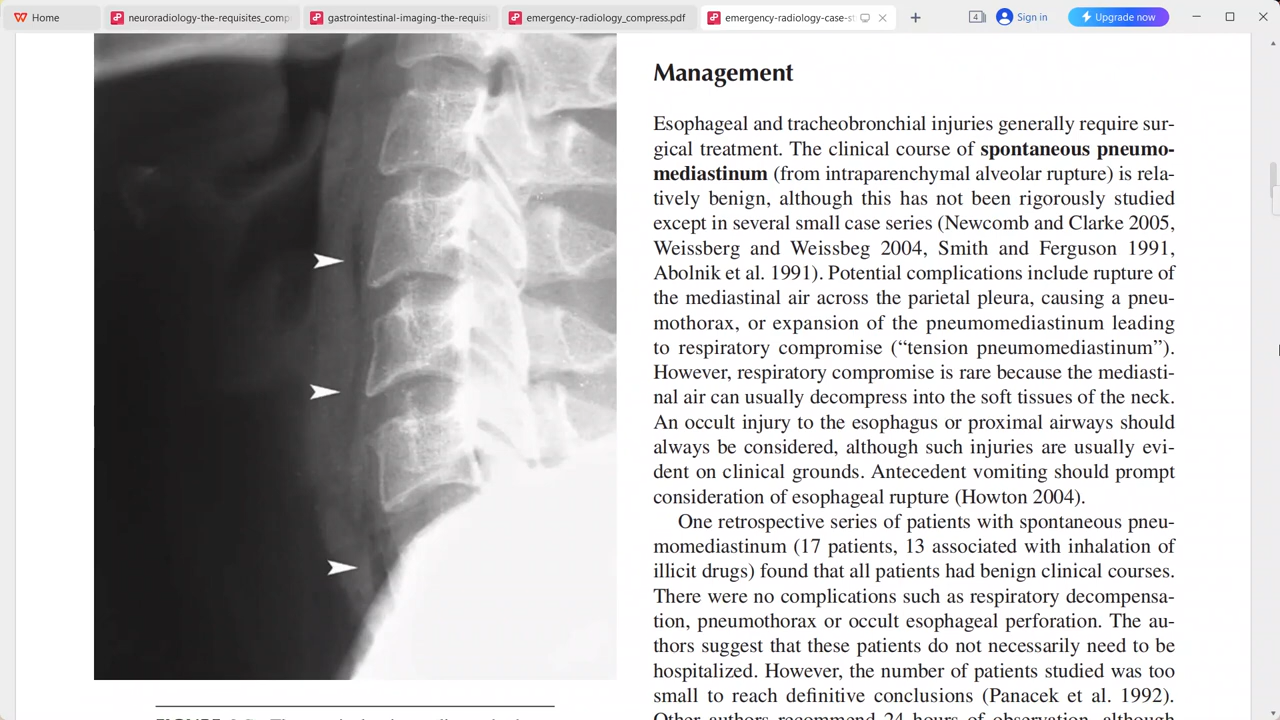 Home
neuroradiology-the-requisites_comp
gastrointestinal-imaging-the-requisit
emergency-radiology_compress.pdf
emergency-radiology-case-st
4
Sign in
Upgrade now
Management
Esophageal and tracheobronchial injuries generally require sur-
gical treatment. The clinical course of spontaneous pneumo-
mediastinum (from intraparenchymal alveolar rupture) is rela-
tively benign, although this has not been rigorously studied
except in several small case series (Newcomb and Clarke 2005,
Weissberg and Weissbeg 2004, Smith and Ferguson 1991,
Abolnik et al. 1991). Potential complications include rupture of
the mediastinal air across the parietal pleura, causing a pneu-
mothorax, or expansion of the pneumomediastinum leading
to respiratory compromise (“tension pneumomediastinum”).
However, respiratory compromise is rare because the mediasti-
nal air can usually decompress into the soft tissues of the neck.
An occult injury to the esophagus or proximal airways should
always be considered, although such injuries are usually evi-
dent on clinical grounds. Antecedent vomiting should prompt
consideration of esophageal rupture (Howton 2004).
One retrospective series of patients with spontaneous pneu-
momediastinum (17 patients, 13 associated with inhalation of
illicit drugs) found that all patients had benign clinical courses.
There were no complications such as respiratory decompensa-
tion, pneumothorax or occult esophageal perforation. The au-
thors suggest that these patients do not necessarily need to be
hospitalized. However, the number of patients studied was too
small to reach definitive conclusions (Panacek et al. 1992).
Other authors recommend 24 hours of observation, although